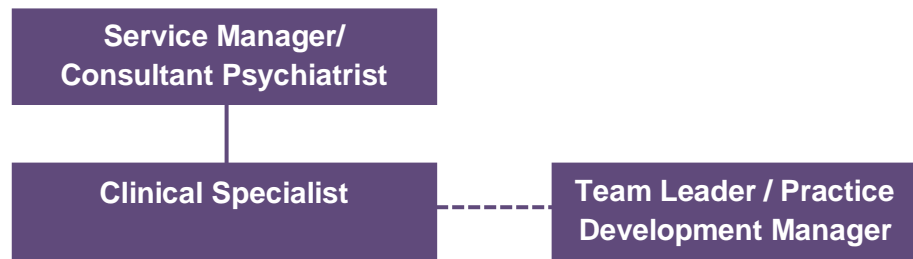 Service Manager/
Consultant Psychiatrist
Clinical Specialist
Team Leader / Practice
Development Manager